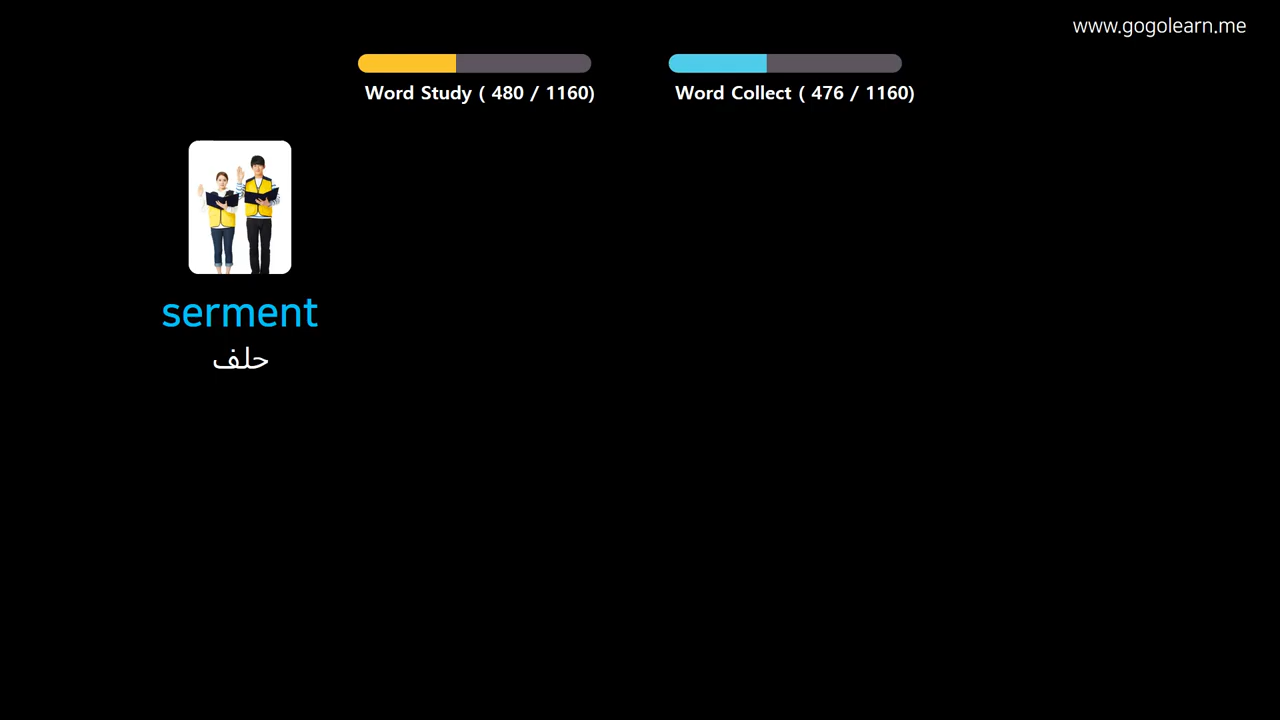 www.gogolearn.me
Word Study ( 480 / 1160)
Word Collect ( 476 / 1160)
serment
حلف